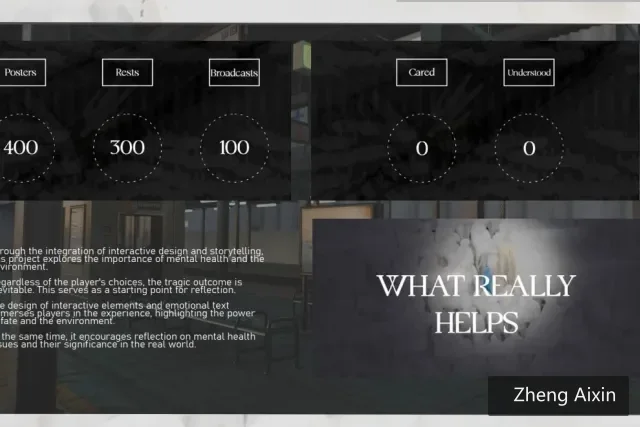 Posters
Rests
Broadcasts
Cared
Understood
400
300
100
0
0
rough the integration of interactive design and storytelling,
s project explores the importance of mental health and the
vironment.
gardless of the player's choices, the tragic outcome is
evitable. This serves as a starting point for reflection.
e design of interactive elements and emotional text
merses players in the experience, highlighting the power
fate and the environment.
the same time, it encourages reflection on mental health
sues and their significance in the real world.
WHAT REALLY
HELPS
Zheng Aixin